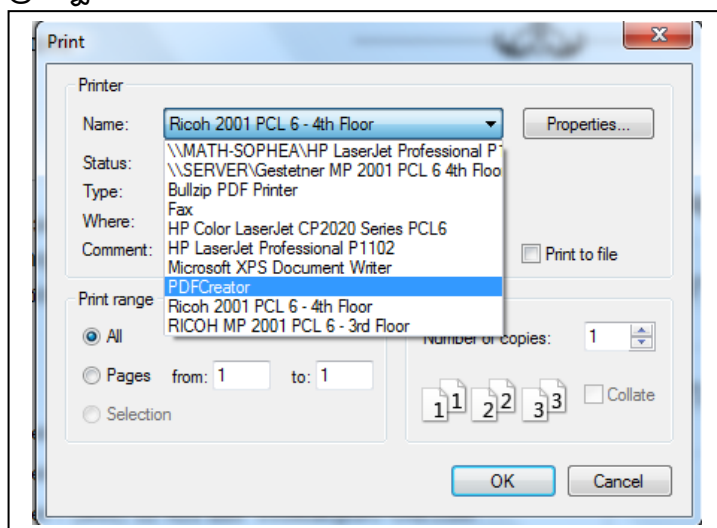 Print
Printer
Name: Ricoh 2001 PCL 6 - 4th Floor Properties...
\\MATH-SOPHEA\HP LaserJet Professional P
Status:
\\SERVER\Gestetner MP 2001 PCL 6 4th Floo
Type: Bullzip PDF Printer
Fax
Where: HP Color LaserJet CP2020 Series PCL6
Comment: HP LaserJet Professional P1102 Print to file
Microsoft XPS Document Writer
PDFCreator
Print range Ricoh 2001 PCL 6 - 4th Floor
RICOH MP 2001 PCL 6 - 3rd Floor
All Number of copies: 1
Pages from: 1 to: 1
1 1 2 2 3 3 Collate
Selection
OK Cancel